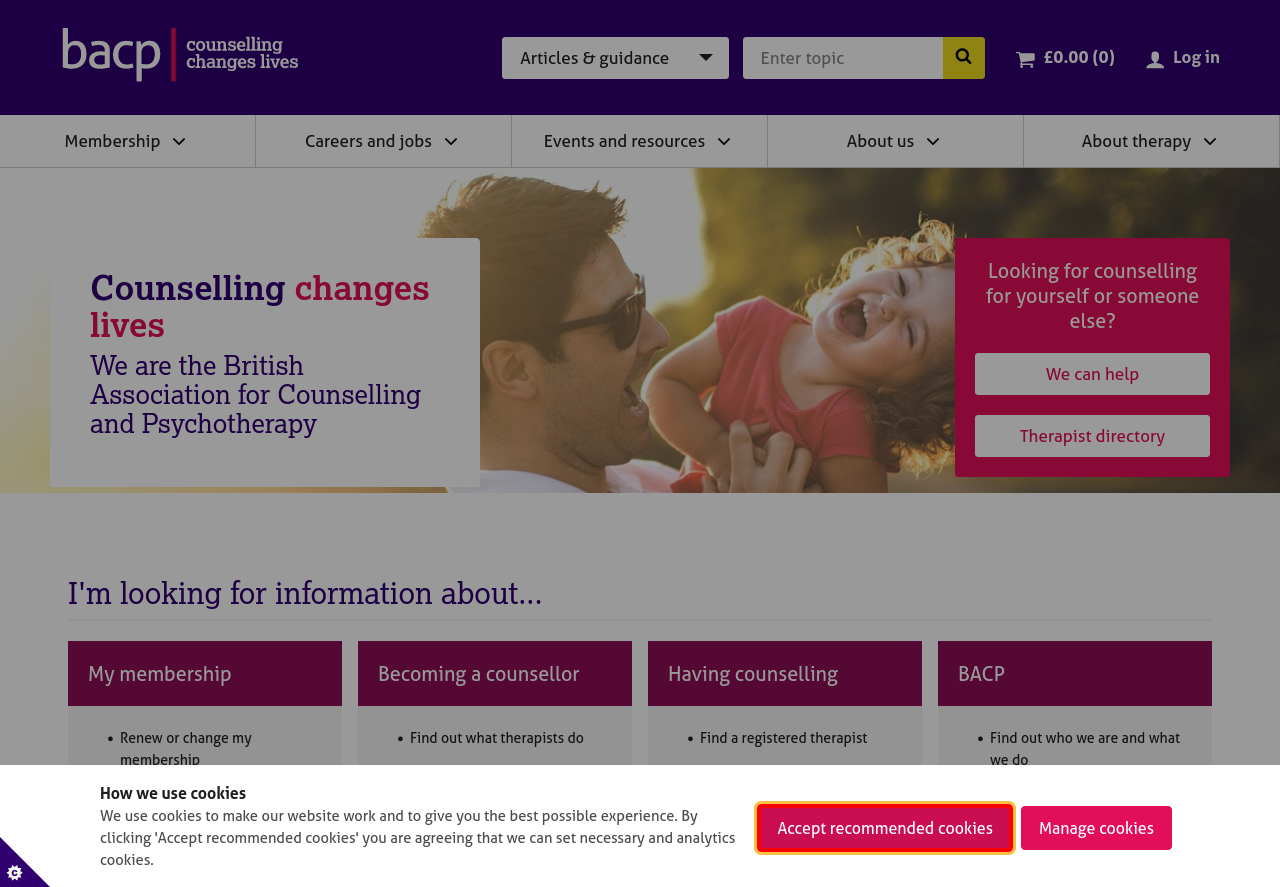 bacp | counselling
changes lives
Articles & guidance
Enter topic
£0.00 (0)
Log in
Membership
Careers and jobs
Events and resources
About us
About therapy
Counselling changes
lives
We are the British
Association for Counselling
and Psychotherapy
Looking for counselling
for yourself or someone
else?
We can help
Therapist directory
I'm looking for information about...
My membership
Becoming a counsellor
Having counselling
BACP
• Renew or change my
membership
• Find out what therapists do
• Find a registered therapist
• Find out who we are and what
we do
How we use cookies
We use cookies to make our website work and to give you the best possible experience. By
clicking 'Accept recommended cookies' you are agreeing that we can set necessary and analytics
cookies.
Accept recommended cookies
Manage cookies